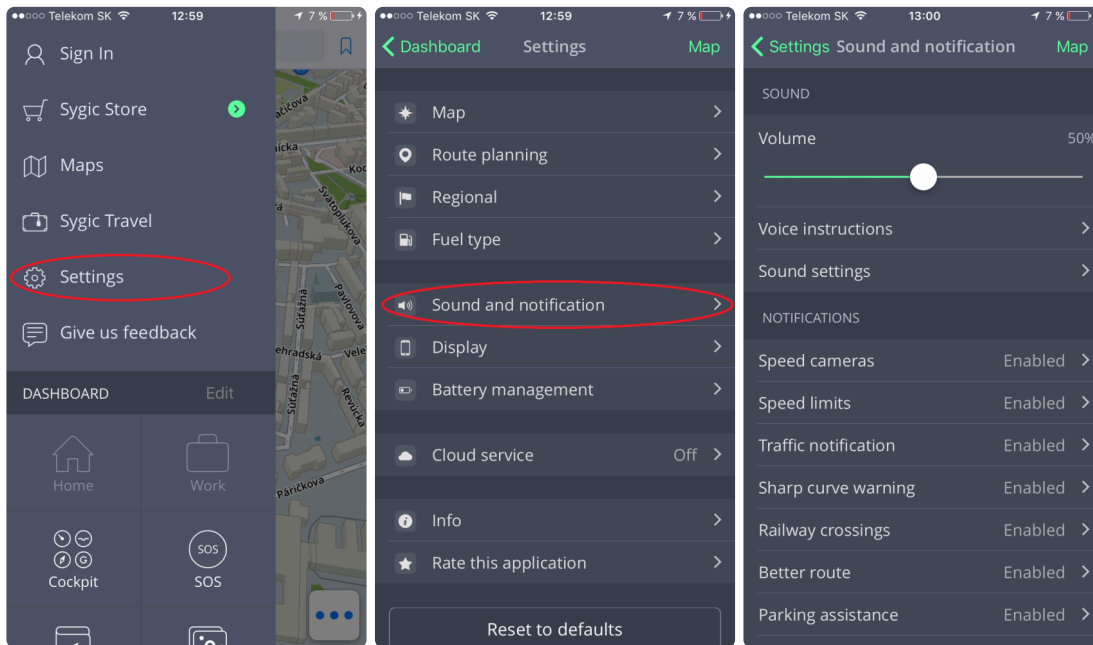 Telekom SK 12:59 7 %
Sign In
Sygic Store
Maps
Sygic Travel
Settings
Give us feedback
DASHBOARD Edit
Home Work
Cockpit
SOS
SOS
Svätoplukova
Súťažná
Pavlovova
Súťažná
Revúcka
Páričkova
Telekom SK 12:59 7 %
Dashboard Settings Map
Map
Route planning
Regional
Fuel type
Sound and notification
Display
Battery management
Cloud service Off
Info
Rate this application
Reset to defaults
Telekom SK 13:00 7 %
Settings Sound and notification Map
SOUND
Volume 50%
Voice instructions
Sound settings
NOTIFICATIONS
Speed cameras Enabled
Speed limits Enabled
Traffic notification Enabled
Sharp curve warning Enabled
Railway crossings Enabled
Better route Enabled
Parking assistance Enabled